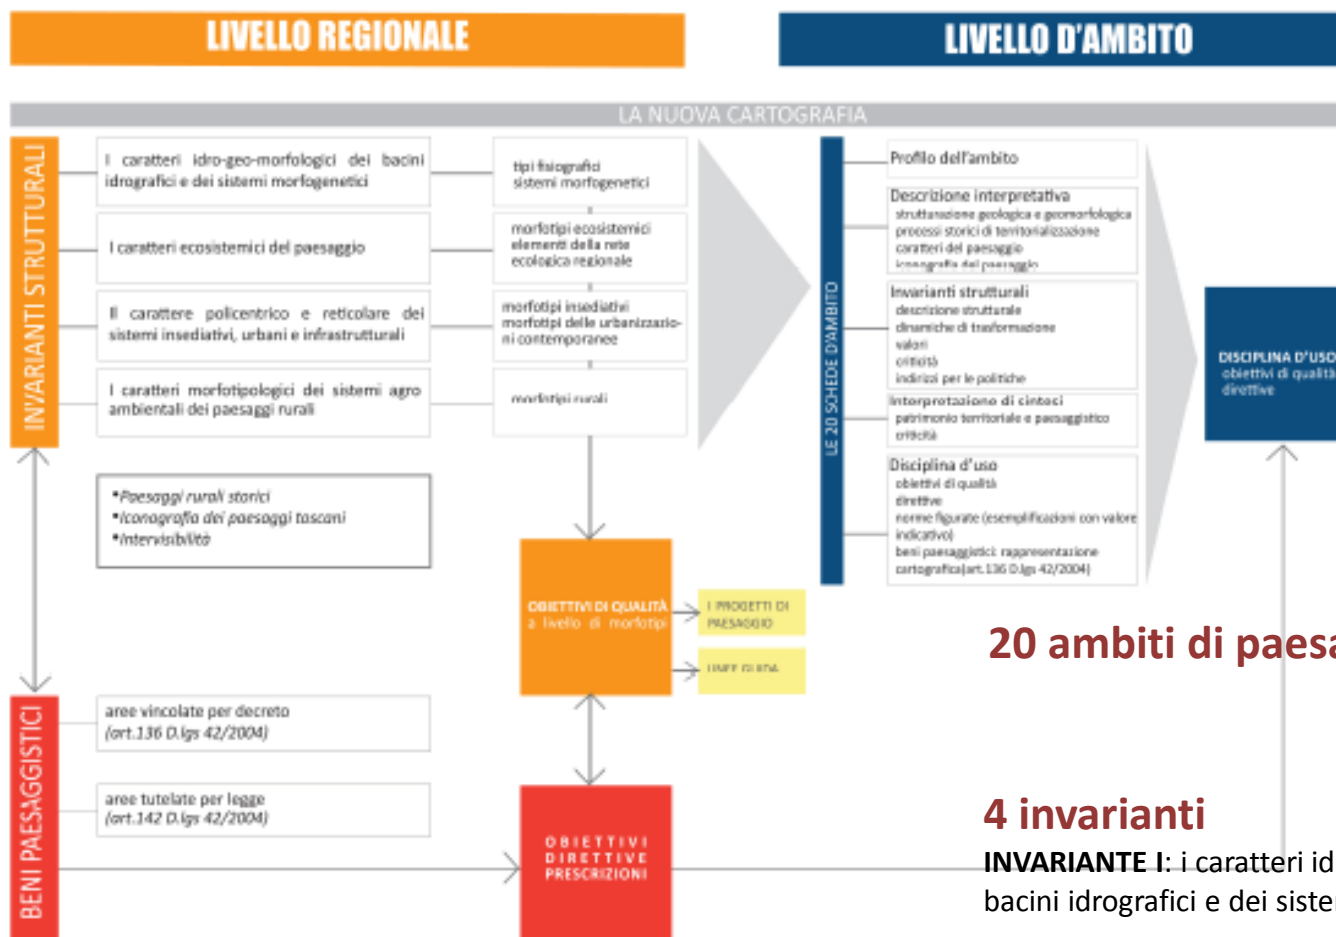 LIVELLO REGIONALE
LIVELLO D'AMBITO
LA NUOVA CARTOGRAFIA
INVARIANTI STRUTTURALI
I caratteri idro-geo-morfologici dei bacini
idrografici e dei sistemi morfogenetici
tipi fisiografici
sistemi morfogenetici
I caratteri ecosistemici del paesaggio
morfotipi ecosistemici
elementi della rete
ecologica regionale
Il carattere policentrico e reticolare dei
sistemi insediativi, urbani e infrastrutturali
morfotipi insediativi
morfotipi delle urbanizzazio-
ni contemporanee
I caratteri morfotipologici dei sistemi agro
ambientali dei paesaggi rurali
morfotipi rurali
•Paesaggi rurali storici
•Iconografia dei paesaggi toscani
•Intervisibilità
OBIETTIVI DI QUALITÀ
a livello di morfotipi
I PROGETTI DI
PAESAGGIO
LINEE GUIDA
BENI PAESAGGISTICI
aree vincolate per decreto
(art.136 D.lgs 42/2004)
aree tutelate per legge
(art.142 D.lgs 42/2004)
OBIETTIVI
DIRETTIVE
PRESCRIZIONI
LE 20 SCHEDE D'AMBITO
Profilo dell'ambito
Descrizione interpretativa
strutturazione geologica e geomorfologica
processi storici di territorializzazione
caratteri del paesaggio
iconografia del paesaggio
Invarianti strutturali
descrizione strutturale
dinamiche di trasformazione
valori
criticità
indirizzi per le politiche
Interpretazione di sintesi
patrimonio territoriale e paesaggistico
criticità
Disciplina d'uso
obiettivi di qualità
direttive
norme figurate (esemplificazioni con valore
indicativo)
beni paesaggistici: rappresentazione
cartografica(art.136 D.lgs 42/2004)
DISCIPLINA D'USO
obiettivi di qualità
direttive
20 ambiti di paesa
4 invarianti
INVARIANTE I: i caratteri id
bacini idrografici e dei sister